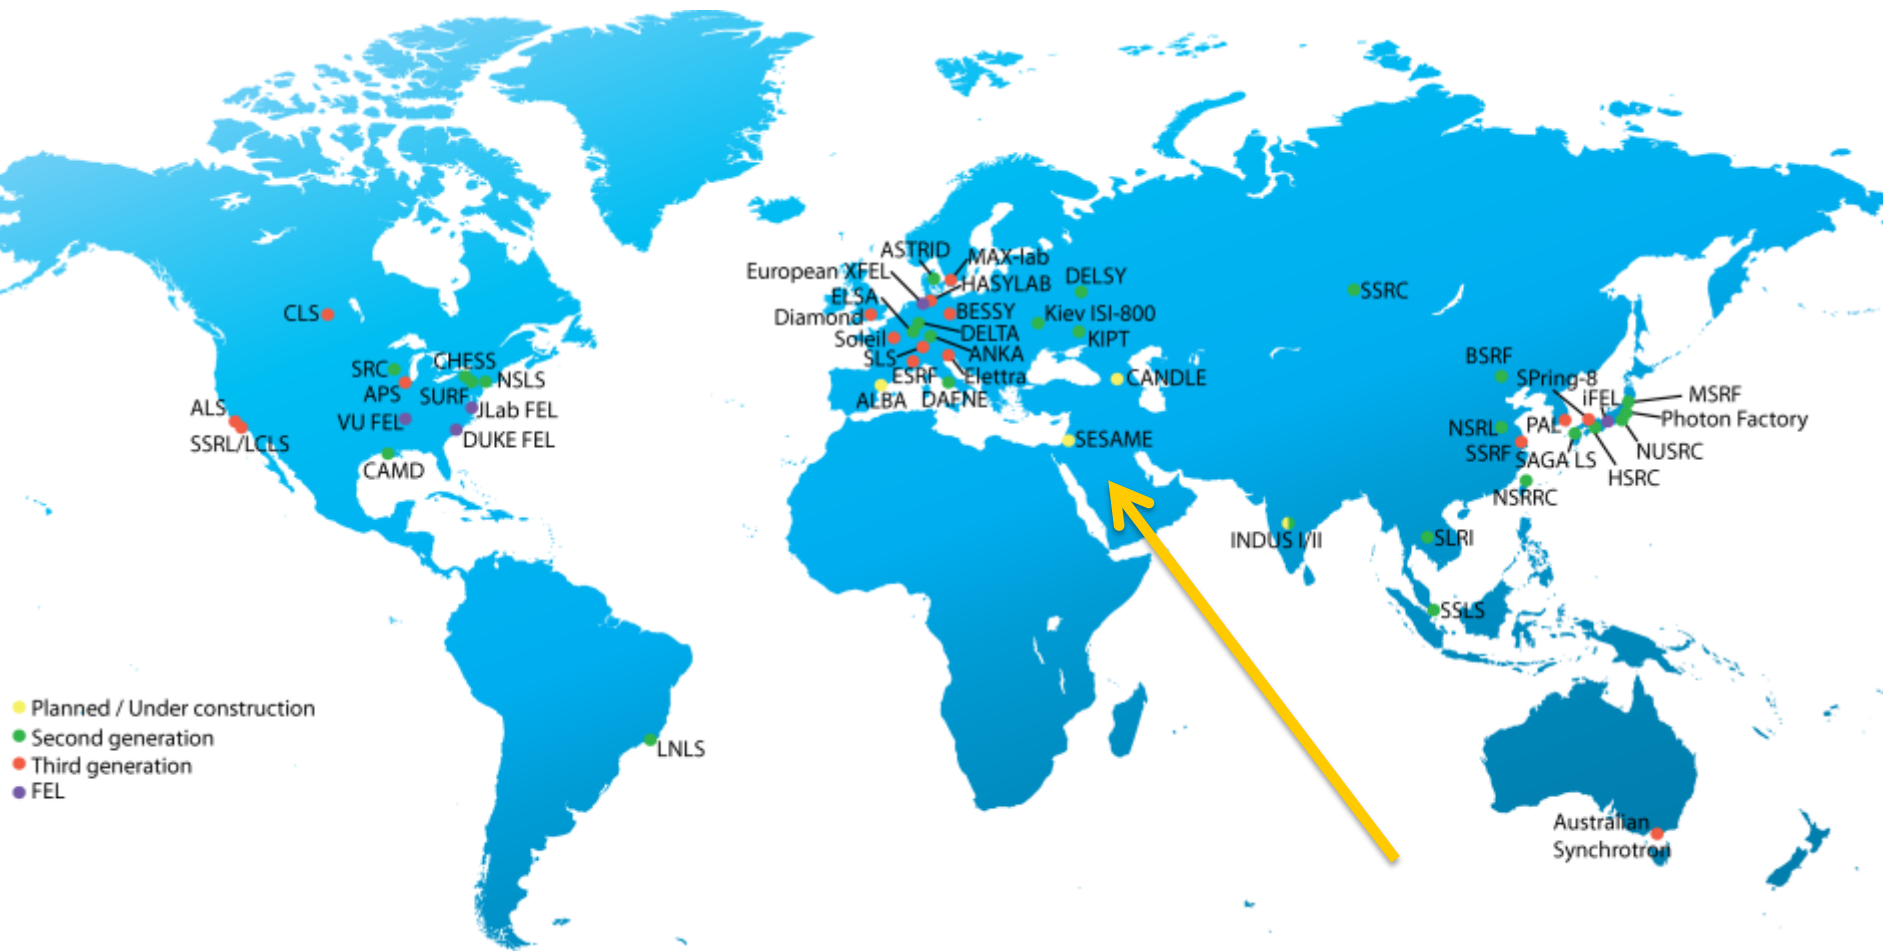 ASTRID
MAX-lab
European XFEL
HASYLAB
DELSY
ELSA
SSRC
CLS
Diamond
BESSY
Kiev ISI-800
DELTA
Soleil
KIPT
SLS
ANKA
CHESS
BSRF
SRC
ESRF
Elettra
CANDLE
SPring-8
NSLS
APS
SURF
ALBA
DAFNE
iFEL
MSRF
ALS
JLab FEL
Photon Factory
VU FEL
NSRL
PAL
SSRL/LCLS
DUKE FEL
SESAME
SSRF
SAGA LS
NUSRC
CAMD
HSRC
NSRRC
INDUS I/II
SLRI
SSLS
Planned / Under construction
Second generation
Third generation
FEL
LNLS
Australian
Synchrotron